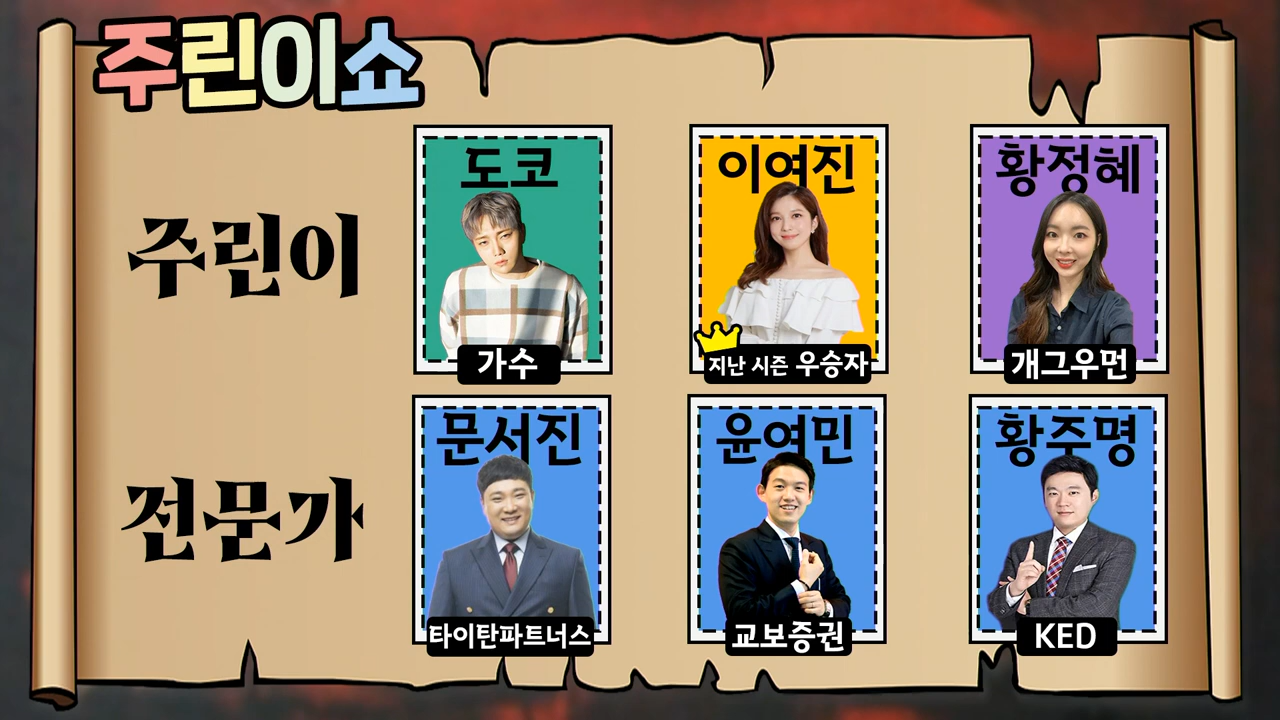 주린이쇼
주린이
도코
가수
이여진
지난 시즌 우승자
황정혜
개그우먼
전문가
문서진
타이탄파트너스
윤여민
교보증권
황주명
KED